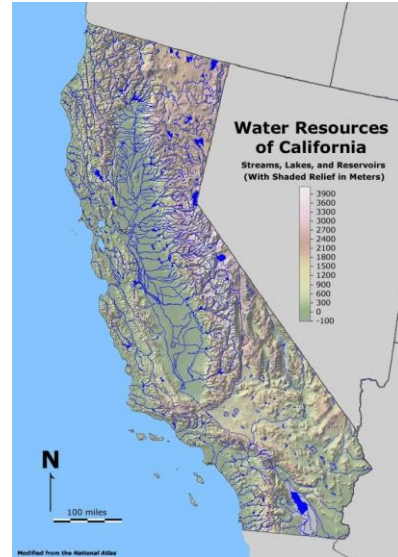 Water Resources
of California
Streams, Lakes, and Reservoirs
(With Shaded Relief in Meters)
3900
3300
3000
2700
2400
2100
1800
1500
1200
900
600
300
0
-100
N
100 miles
Modified from the National Atlas